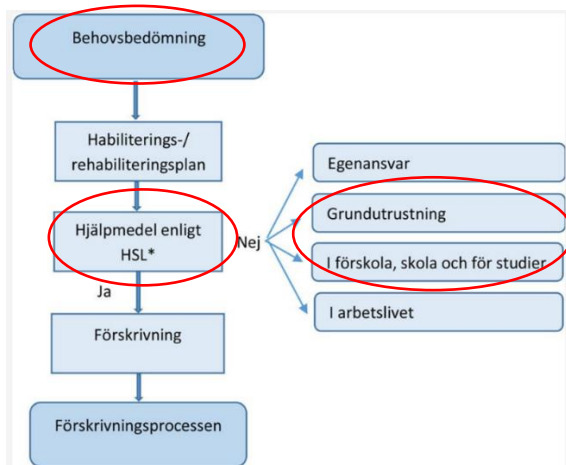 Behovsbedömning
Habiliterings-/
rehabiliteringsplan
Hjälpmedel enligt
HSL*
Nej
Egenansvar
Grundutrustning
I förskola, skola och för studier
I arbetslivet
Ja
Förskrivning
Förskrivningsprocessen